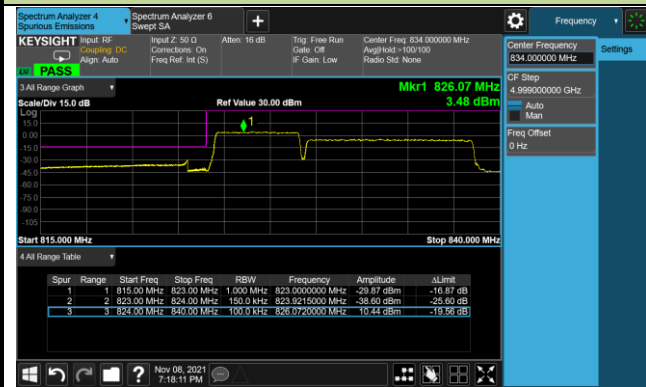 Spectrum Analyzer 4
Spurious Emissions
Spectrum Analyzer 6
Swept SA
Frequency
KEYSIGHT
Input: RF
Coupling: DC
Align: Auto
Input Z: 50 Ω
Corrections: On
Freq Ref: Int (S)
Atten: 16 dB
Trig: Free Run
Gate: Off
IF Gain: Low
Center Freq: 834.000000 MHz
Avg|Hold:>100/100
Radio Std: None
PASS
Center Frequency
834.000000 MHz
Settings
CF Step
4.999000000 GHz
Auto
Man
Freq Offset
0 Hz
3 All Range Graph
Mkr1 826.07 MHz
3.48 dBm
Scale/Div 15.0 dB
Ref Value 30.00 dBm
Log
15.0
0.00
-15.0
-30.0
-45.0
-60.0
-75.0
-90.0
-105
1
Start 815.000 MHz
Stop 840.000 MHz
4 All Range Table
Spur Range Start Freq Stop Freq RBW Frequency Amplitude ΔLimit
1 1 815.00 MHz 823.00 MHz 1.000 MHz 823.0000000 MHz -29.87 dBm -16.87 dB
2 2 823.00 MHz 824.00 MHz 150.0 kHz 823.9215000 MHz -38.60 dBm -25.60 dB
3 3 824.00 MHz 840.00 MHz 100.0 kHz 826.0720000 MHz 10.44 dBm -19.56 dB
?
Nov 08, 2021
7:18:11 PM